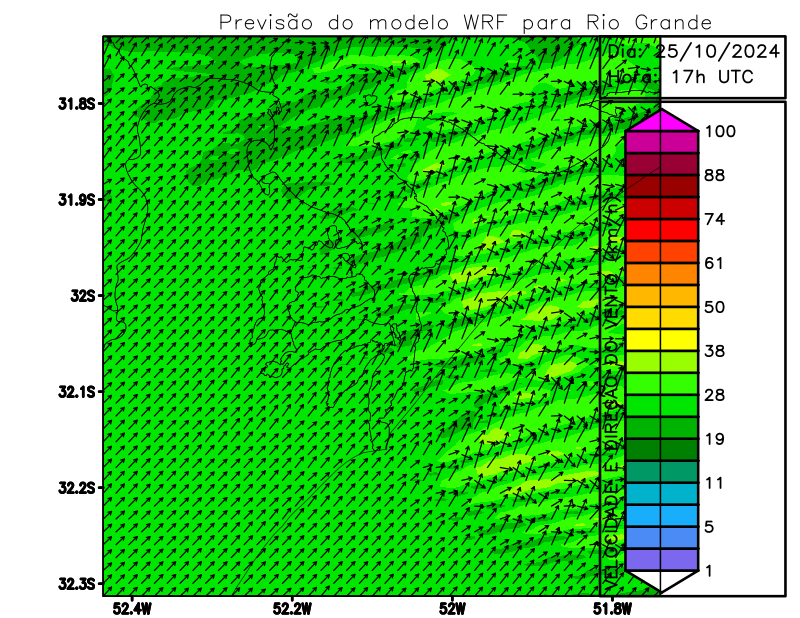 Previsão do modelo WRF para Rio Grande
Dia: 25/10/2024
Hora: 17h UTC
31.8S
31.9S
32S
32.1S
32.2S
32.3S
52.4W
52.2W
52W
51.8W
VELOCIDADE E DIREÇÃO DO VENTO (km/h)
100
88
74
61
50
38
28
19
11
5
1